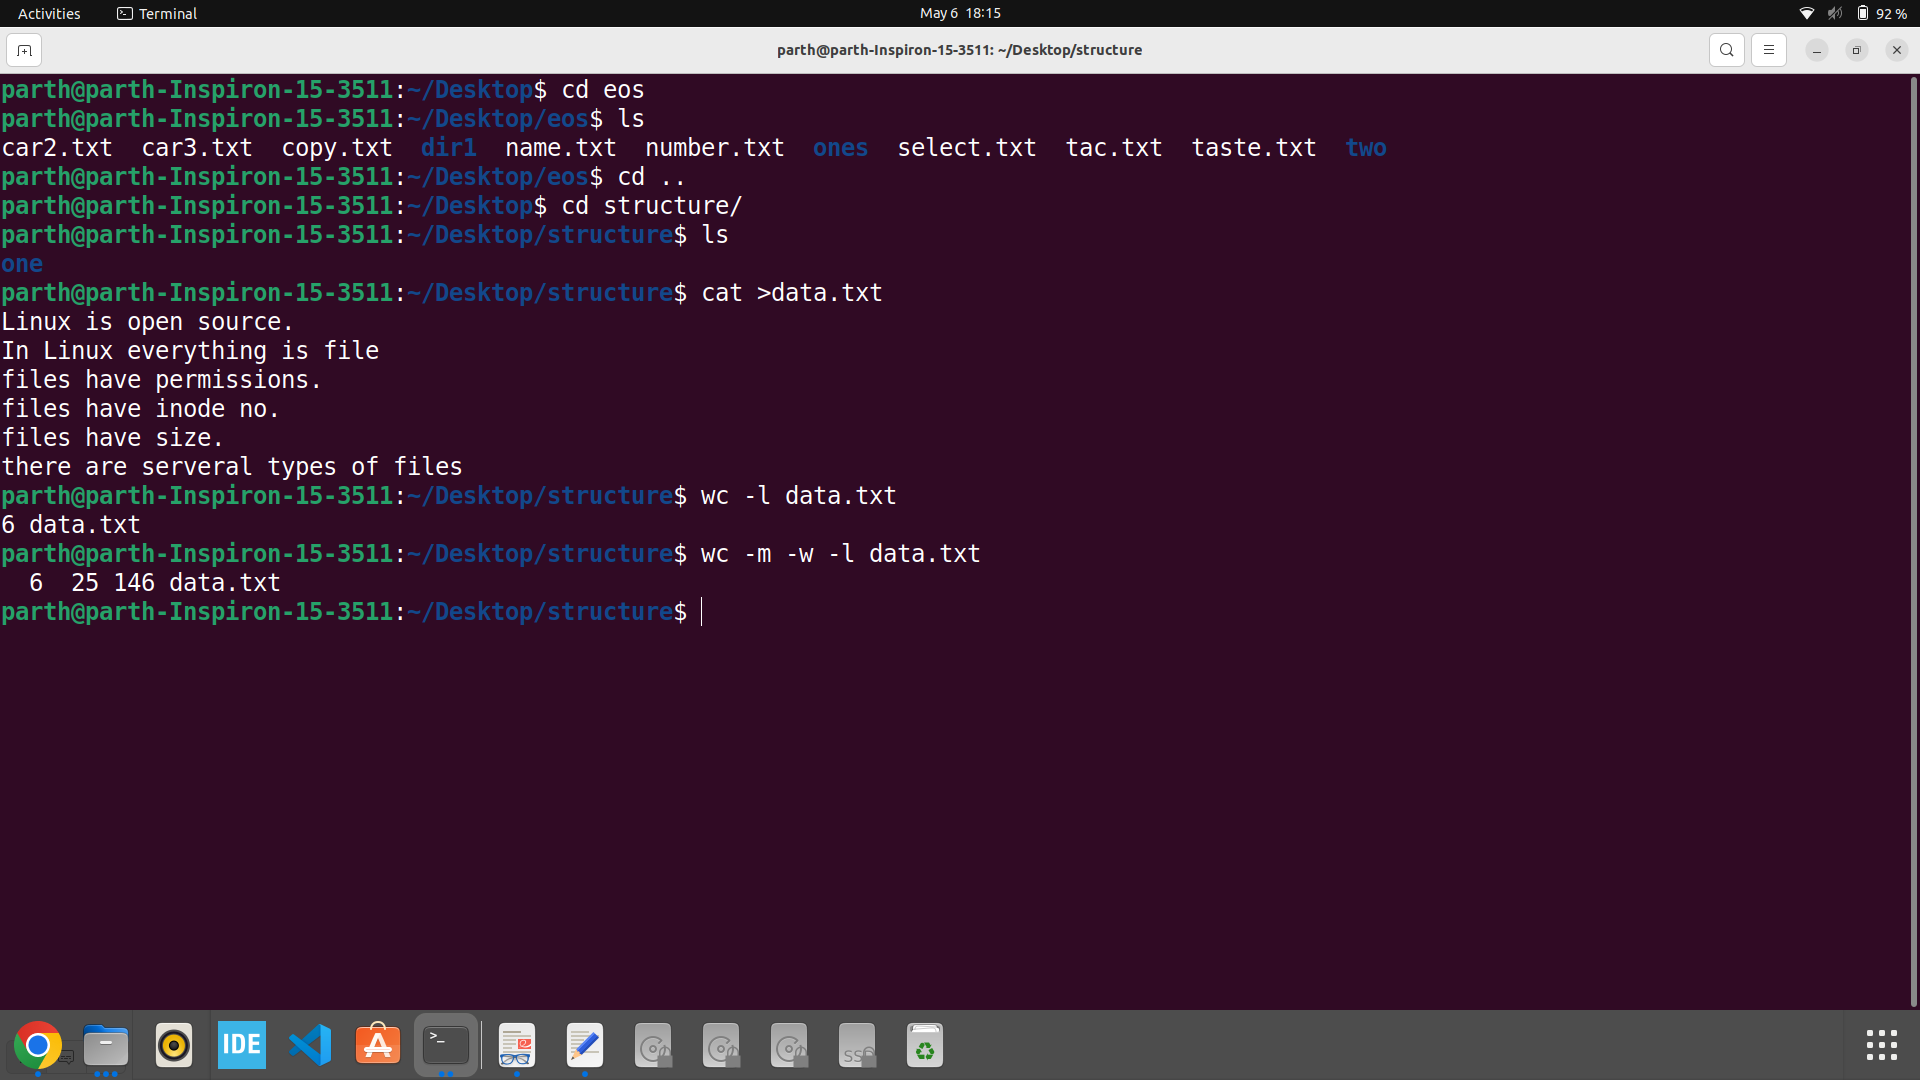 Activities Terminal May 6 18:15 92 %
parth@parth-Inspiron-15-3511: ~/Desktop/structure
parth@parth-Inspiron-15-3511:~/Desktop$ cd eos
parth@parth-Inspiron-15-3511:~/Desktop/eos$ ls
car2.txt car3.txt copy.txt dir1 name.txt number.txt ones select.txt tac.txt taste.txt two
parth@parth-Inspiron-15-3511:~/Desktop/eos$ cd ..
parth@parth-Inspiron-15-3511:~/Desktop$ cd structure/
parth@parth-Inspiron-15-3511:~/Desktop/structure$ ls
one
parth@parth-Inspiron-15-3511:~/Desktop/structure$ cat >data.txt
Linux is open source.
In Linux everything is file
files have permissions.
files have inode no.
files have size.
there are serveral types of files
parth@parth-Inspiron-15-3511:~/Desktop/structure$ wc -l data.txt
6 data.txt
parth@parth-Inspiron-15-3511:~/Desktop/structure$ wc -m -w -l data.txt
6 25 146 data.txt
parth@parth-Inspiron-15-3511:~/Desktop/structure$
IDE >_ SSD